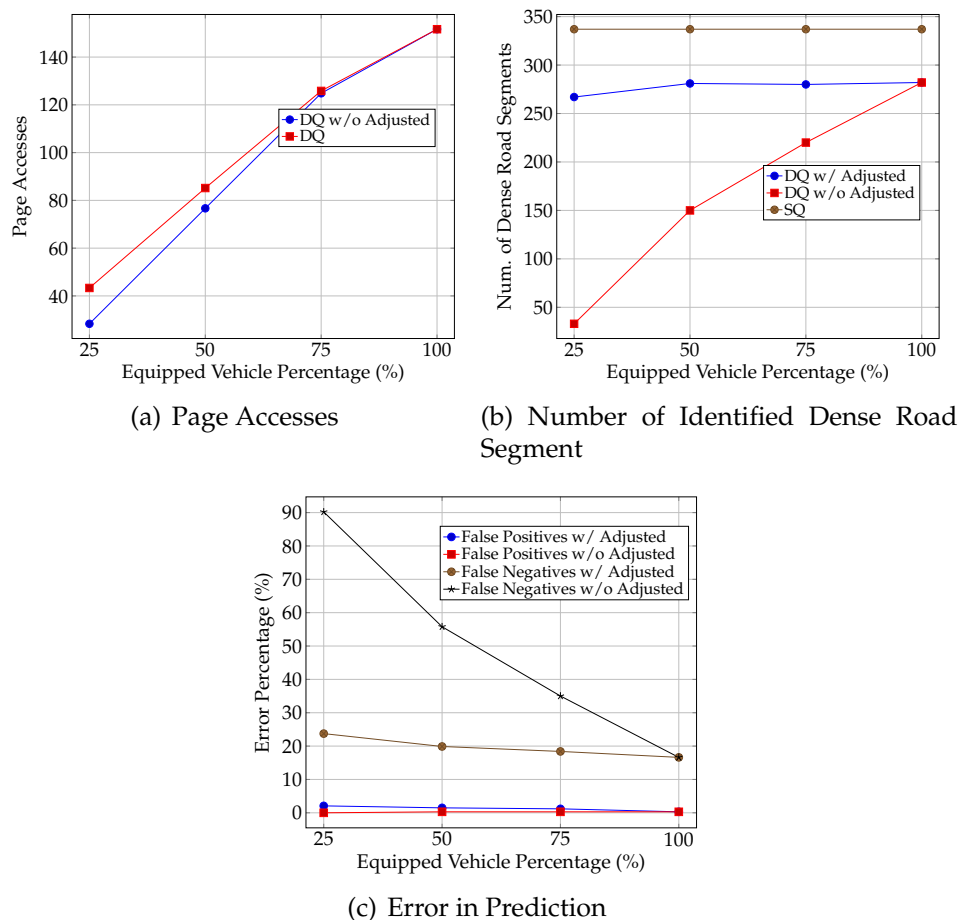 Page Accesses
140
120
100
80
60
40
25
50
75
100
Equipped Vehicle Percentage (%)
DQ w/o Adjusted
DQ
(a) Page Accesses
Num. of Dense Road Segments
350
300
250
200
150
100
50
25
50
75
100
Equipped Vehicle Percentage (%)
DQ w/ Adjusted
DQ w/o Adjusted
SQ
(b) Number of Identified Dense Road
Segment
Error Percentage (%)
90
80
70
60
50
40
30
20
10
0
25
50
75
100
Equipped Vehicle Percentage (%)
False Positives w/ Adjusted
False Positives w/o Adjusted
False Negatives w/ Adjusted
False Negatives w/o Adjusted
(c) Error in Prediction